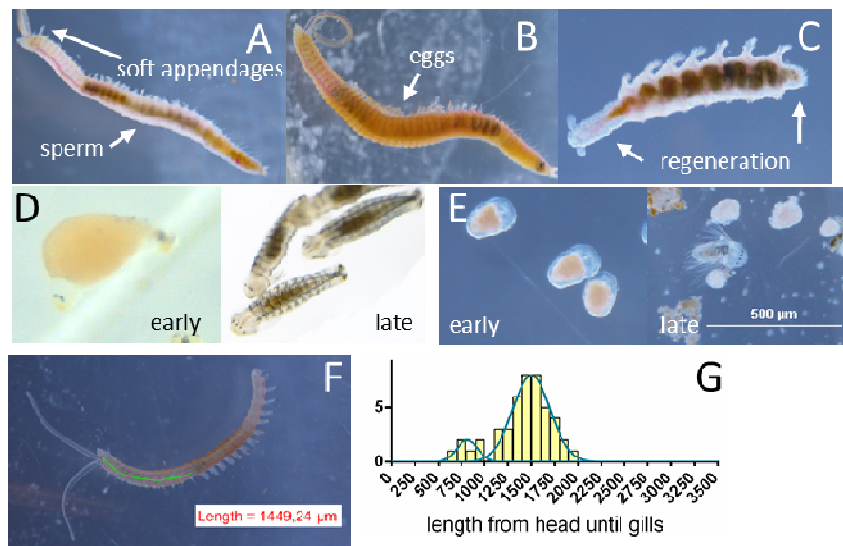 A
soft appendages
sperm
B
eggs
C
regeneration
D
early
late
E
early
late
500 µm
F
Length = 1449,24 µm
G
5
0
0
250
500
750
1000
1250
1500
1750
2000
2250
2500
2750
3000
3250
3500
length from head until gills